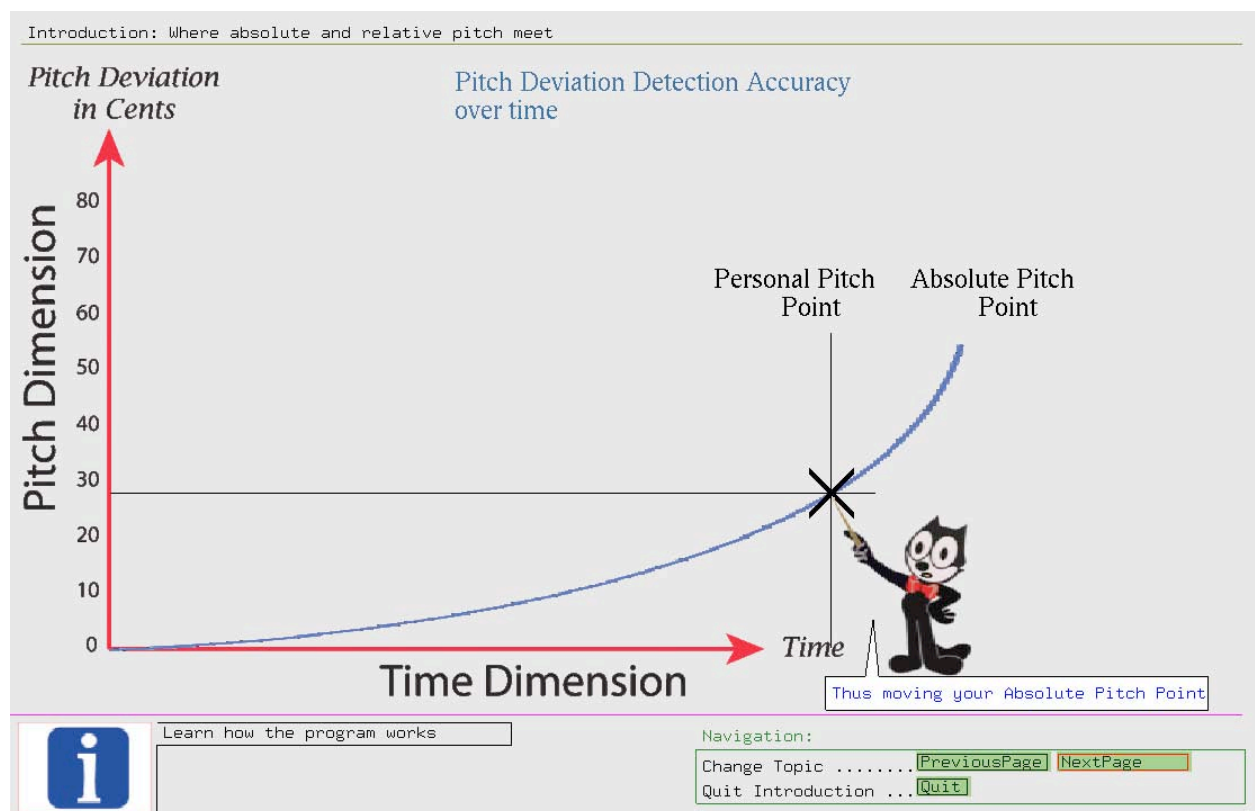 Introduction: Where absolute and relative pitch meet
Pitch Deviation
in Cents
Pitch Deviation Detection Accuracy
over time
Pitch Dimension
80
70
60
50
40
30
20
10
0
Personal Pitch
Point
Absolute Pitch
Point
Time
Time Dimension
Thus moving your Absolute Pitch Point
i
Learn how the program works
Navigation:
Change Topic ........PreviousPage NextPage
Quit Introduction ...Quit